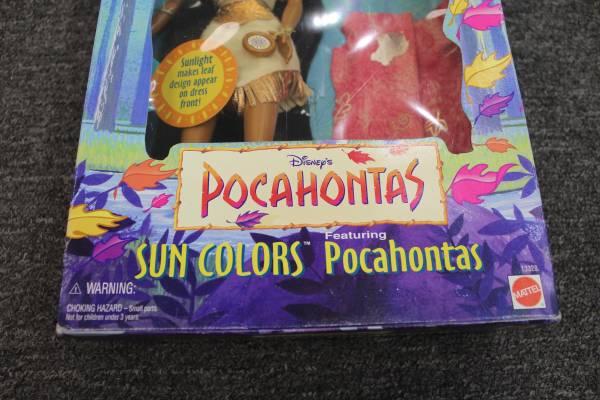 Sunlight
makes leaf
design appear
on dress
front!
Disney's
POCAHONTAS
Featuring
SUN COLORS™ Pocahontas
⚠ WARNING:
CHOKING HAZARD – Small parts
Not for children under 3 years
MATTEL